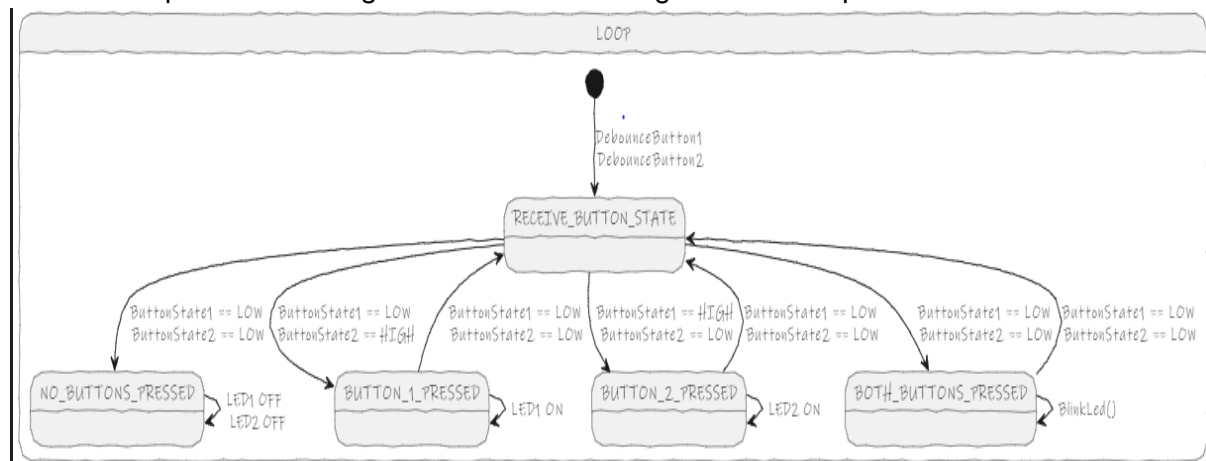 LOOP
DebounceButton1
DebounceButton2
RECEIVE_BUTTON_STATE
ButtonState1 == LOW
ButtonState2 == LOW
ButtonState1 == LOW
ButtonState2 == HIGH
ButtonState1 == LOW
ButtonState2 == LOW
ButtonState1 == HIGH
ButtonState2 == LOW
ButtonState1 == LOW
ButtonState2 == LOW
ButtonState1 == LOW
ButtonState2 == LOW
ButtonState1 == LOW
ButtonState2 == LOW
NO_BUTTONS_PRESSED
LED1 OFF
LED2 OFF
BUTTON_1_PRESSED
LED1 ON
BUTTON_2_PRESSED
LED2 ON
BOTH_BUTTONS_PRESSED
BlinkLed()